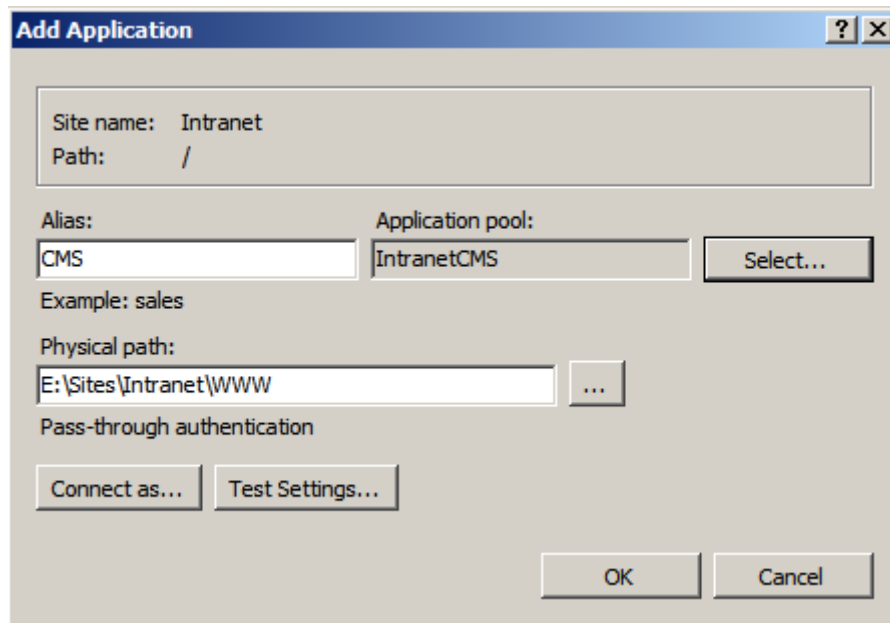 Add Application
Site name: Intranet
Path: /
Alias:
Application pool:
CMS
IntranetCMS
Select...
Example: sales
Physical path:
E:\Sites\Intranet\WWW
...
Pass-through authentication
Connect as...
Test Settings...
OK
Cancel